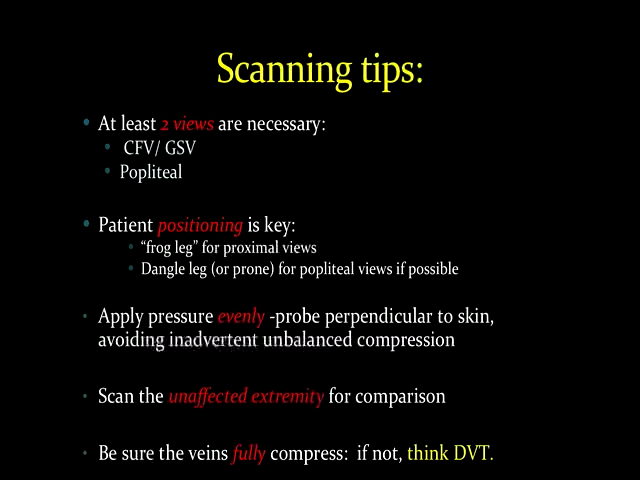 Scanning tips:
• At least 2 views are necessary:
• CFV/ GSV
• Popliteal
• Patient positioning is key:
• “frog leg” for proximal views
• Dangle leg (or prone) for popliteal views if possible
• Apply pressure evenly -probe perpendicular to skin,
avoiding inadvertent unbalanced compression
• Scan the unaffected extremity for comparison
• Be sure the veins fully compress: if not, think DVT.